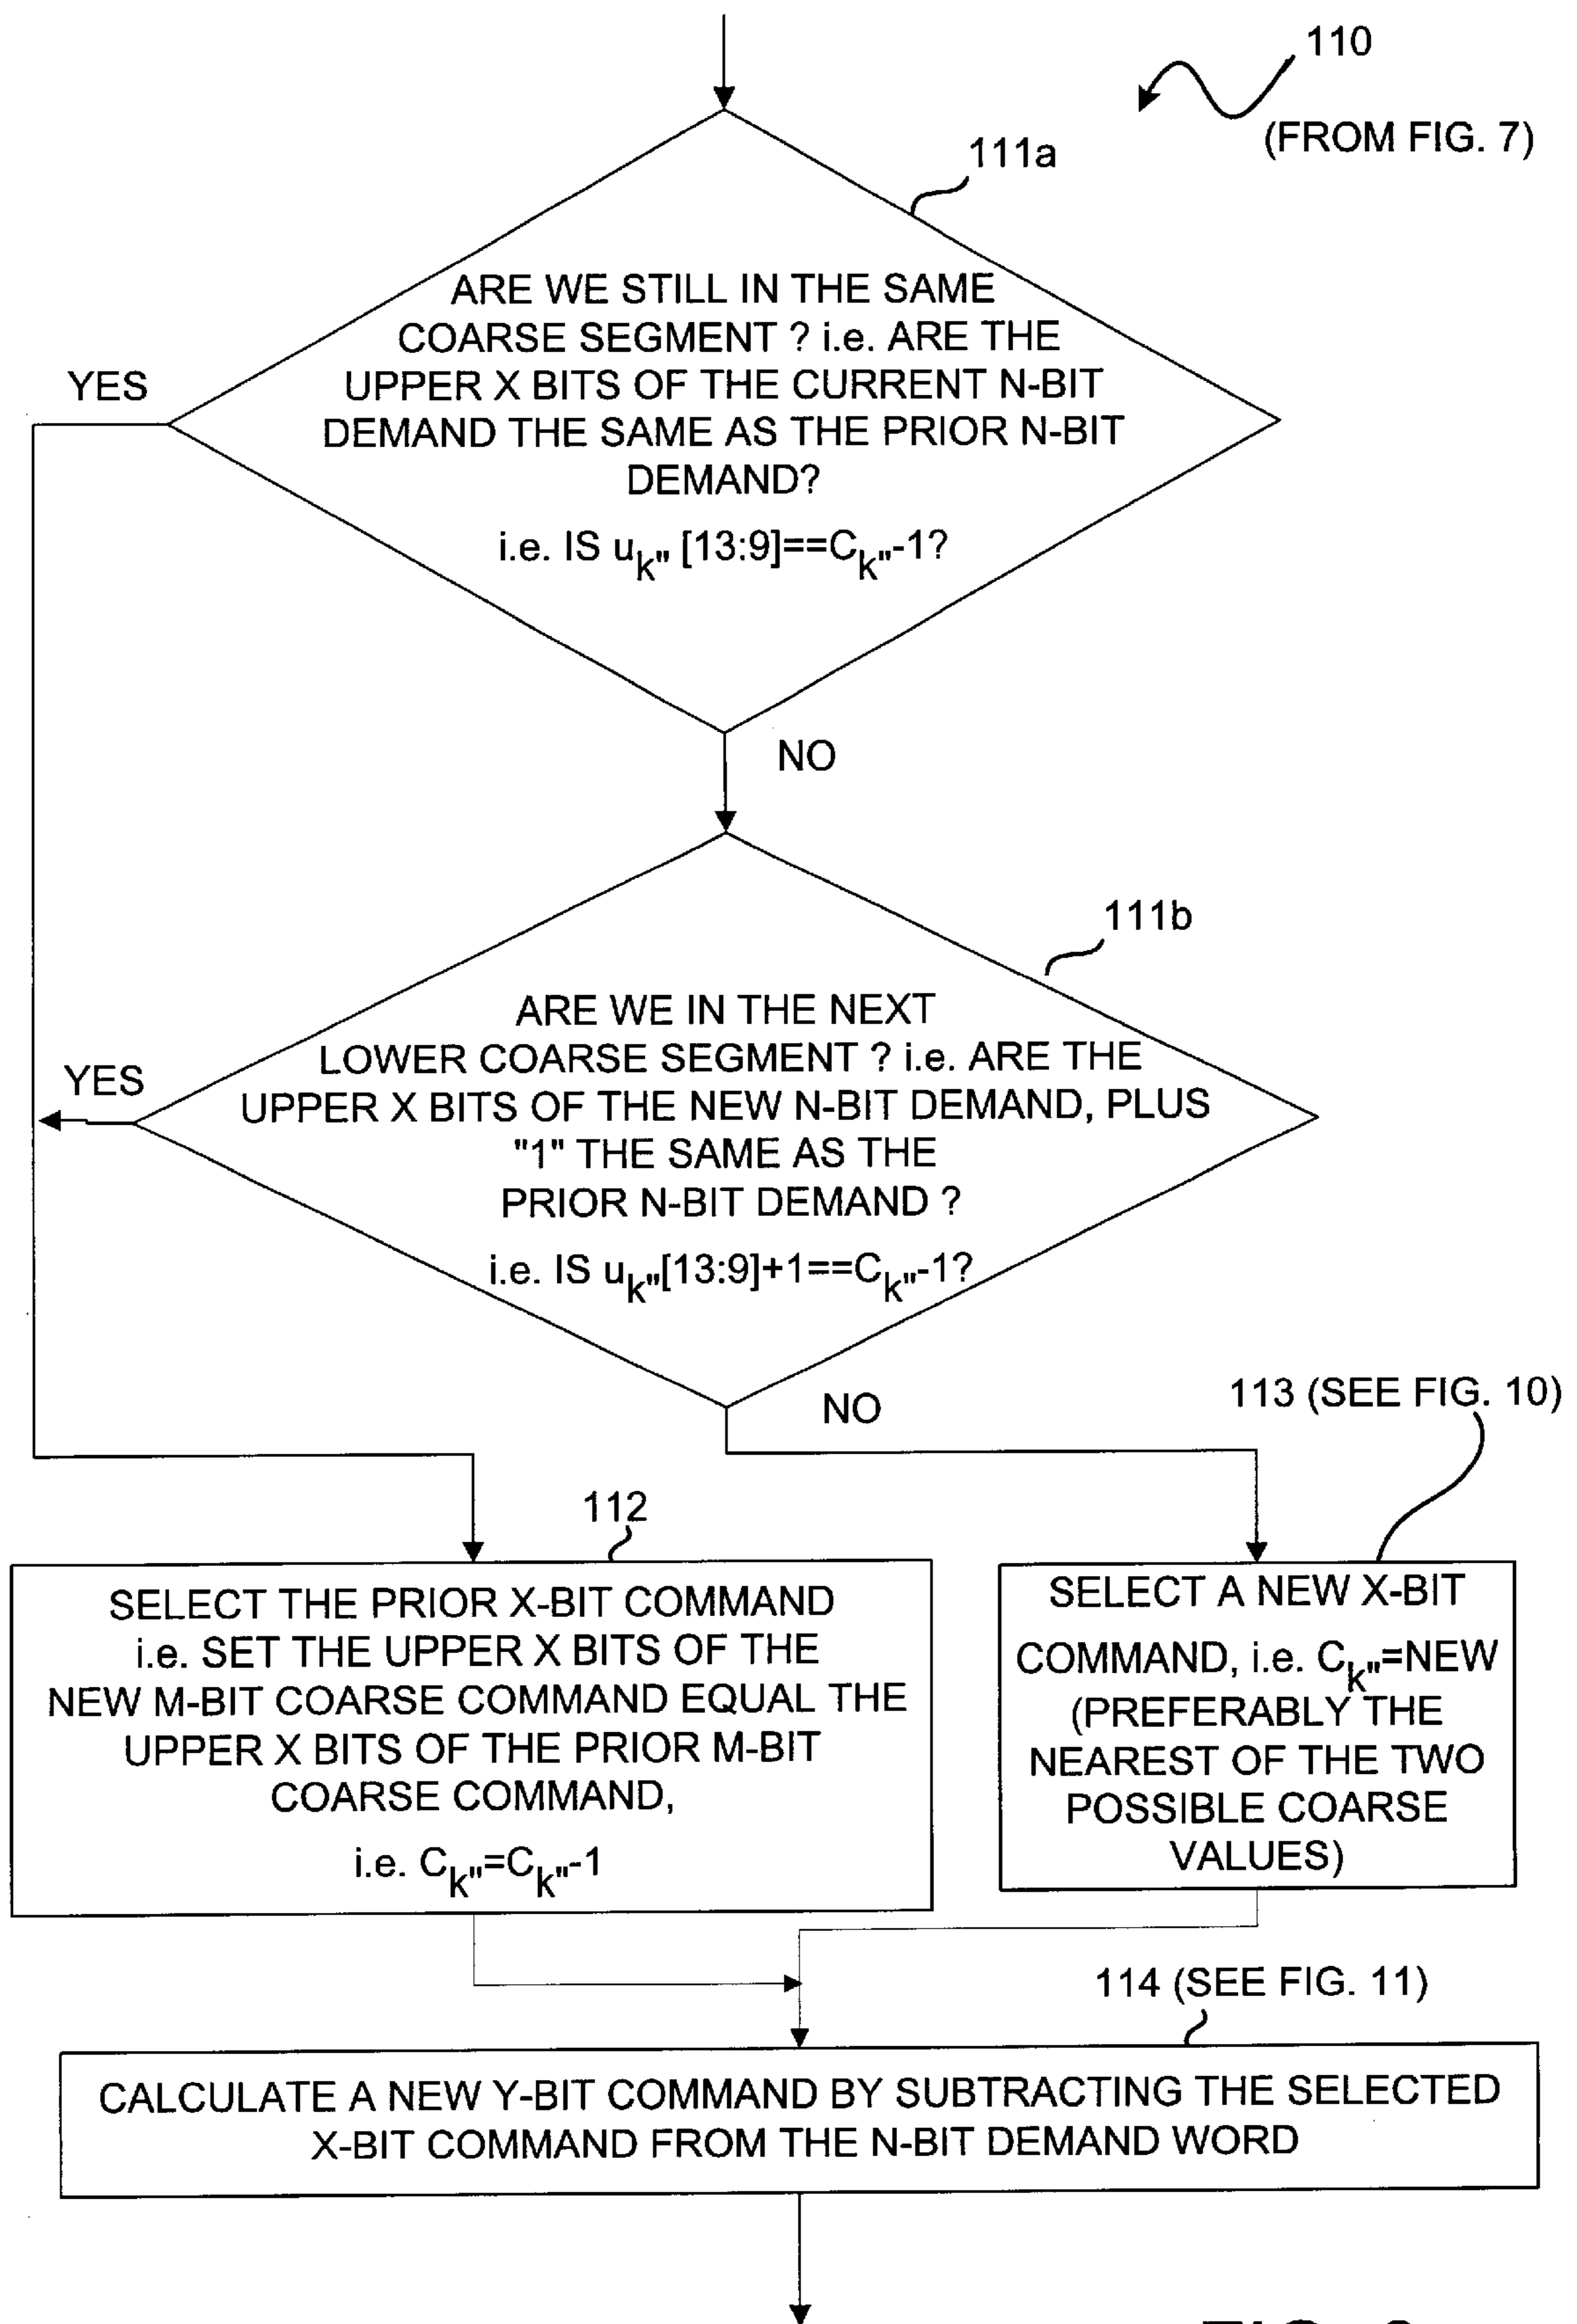 110
(FROM FIG. 7)
111a
ARE WE STILL IN THE SAME
COARSE SEGMENT ? i.e. ARE THE
UPPER X BITS OF THE CURRENT N-BIT
DEMAND THE SAME AS THE PRIOR N-BIT
DEMAND?
i.e. IS uk" [13:9]==Ck"-1?
YES
NO
111b
ARE WE IN THE NEXT
LOWER COARSE SEGMENT ? i.e. ARE THE
UPPER X BITS OF THE NEW N-BIT DEMAND, PLUS
"1" THE SAME AS THE
PRIOR N-BIT DEMAND ?
i.e. IS uk"[13:9]+1==Ck"-1?
YES
NO
113 (SEE FIG. 10)
112
SELECT THE PRIOR X-BIT COMMAND
i.e. SET THE UPPER X BITS OF THE
NEW M-BIT COARSE COMMAND EQUAL THE
UPPER X BITS OF THE PRIOR M-BIT
COARSE COMMAND,
i.e. Ck"=Ck"-1
SELECT A NEW X-BIT
COMMAND, i.e. Ck"=NEW
(PREFERABLY THE
NEAREST OF THE TWO
POSSIBLE COARSE
VALUES)
114 (SEE FIG. 11)
CALCULATE A NEW Y-BIT COMMAND BY SUBTRACTING THE SELECTED
X-BIT COMMAND FROM THE N-BIT DEMAND WORD